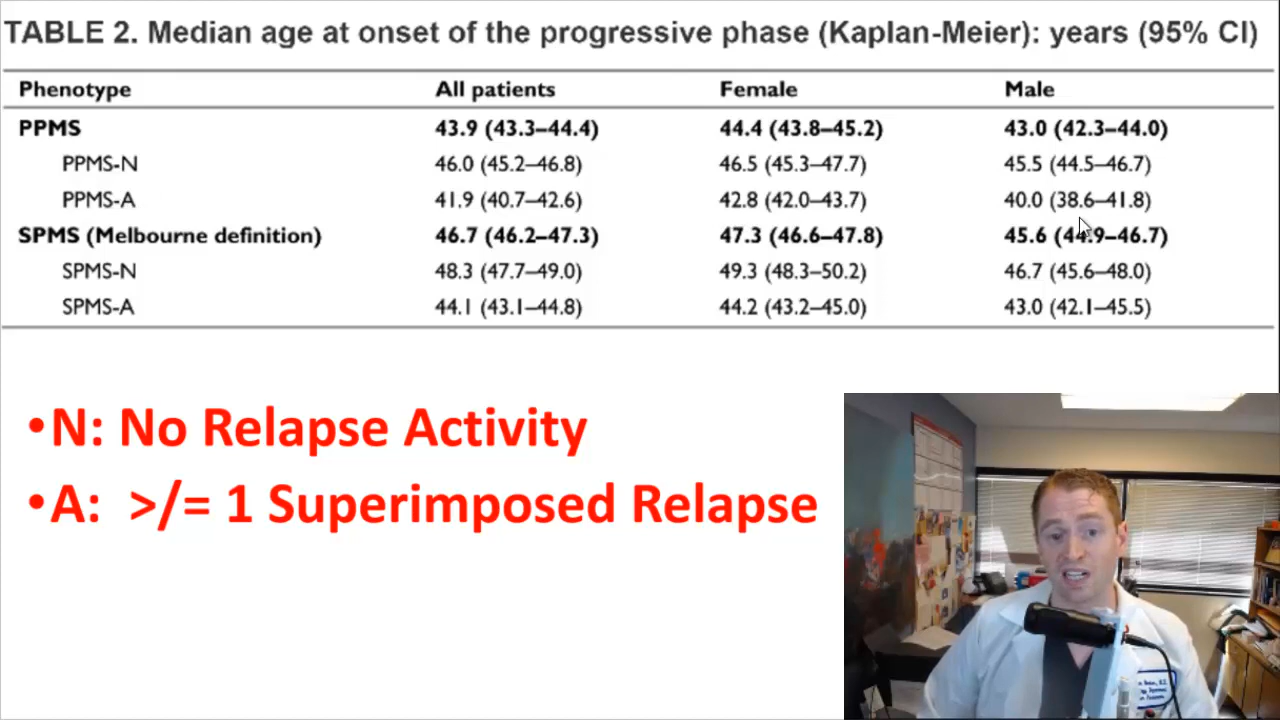 TABLE 2. Median age at onset of the progressive phase (Kaplan-Meier): years (95% CI)
Phenotype All patients Female Male
PPMS 43.9 (43.3–44.4) 44.4 (43.8–45.2) 43.0 (42.3–44.0)
PPMS-N 46.0 (45.2–46.8) 46.5 (45.3–47.7) 45.5 (44.5–46.7)
PPMS-A 41.9 (40.7–42.6) 42.8 (42.0–43.7) 40.0 (38.6–41.8)
SPMS (Melbourne definition) 46.7 (46.2–47.3) 47.3 (46.6–47.8) 45.6 (44.9–46.7)
SPMS-N 48.3 (47.7–49.0) 49.3 (48.3–50.2) 46.7 (45.6–48.0)
SPMS-A 44.1 (43.1–44.8) 44.2 (43.2–45.0) 43.0 (42.1–45.5)
•N: No Relapse Activity
•A: >/= 1 Superimposed Relapse